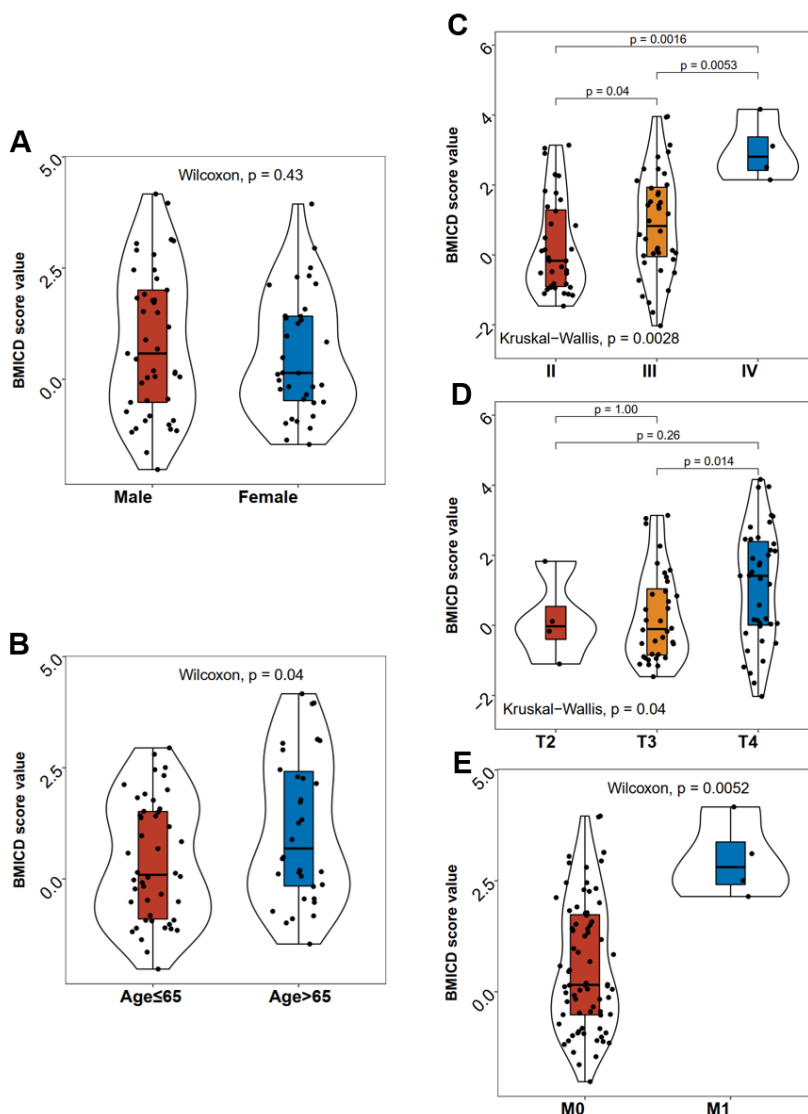 A
Wilcoxon, p = 0.43
5.0
2.5
0.0
BMICD score value
Male Female
B
Wilcoxon, p = 0.04
5.0
2.5
0.0
BMICD score value
Age≤65 Age>65
C
6
4
2
0
−2
BMICD score value
p = 0.0016
p = 0.0053
p = 0.04
Kruskal−Wallis, p = 0.0028
II III IV
D
6
4
2
0
−2
BMICD score value
p = 1.00
p = 0.26
p = 0.014
Kruskal−Wallis, p = 0.04
T2 T3 T4
E
Wilcoxon, p = 0.0052
5.0
2.5
0.0
BMICD score value
M0 M1